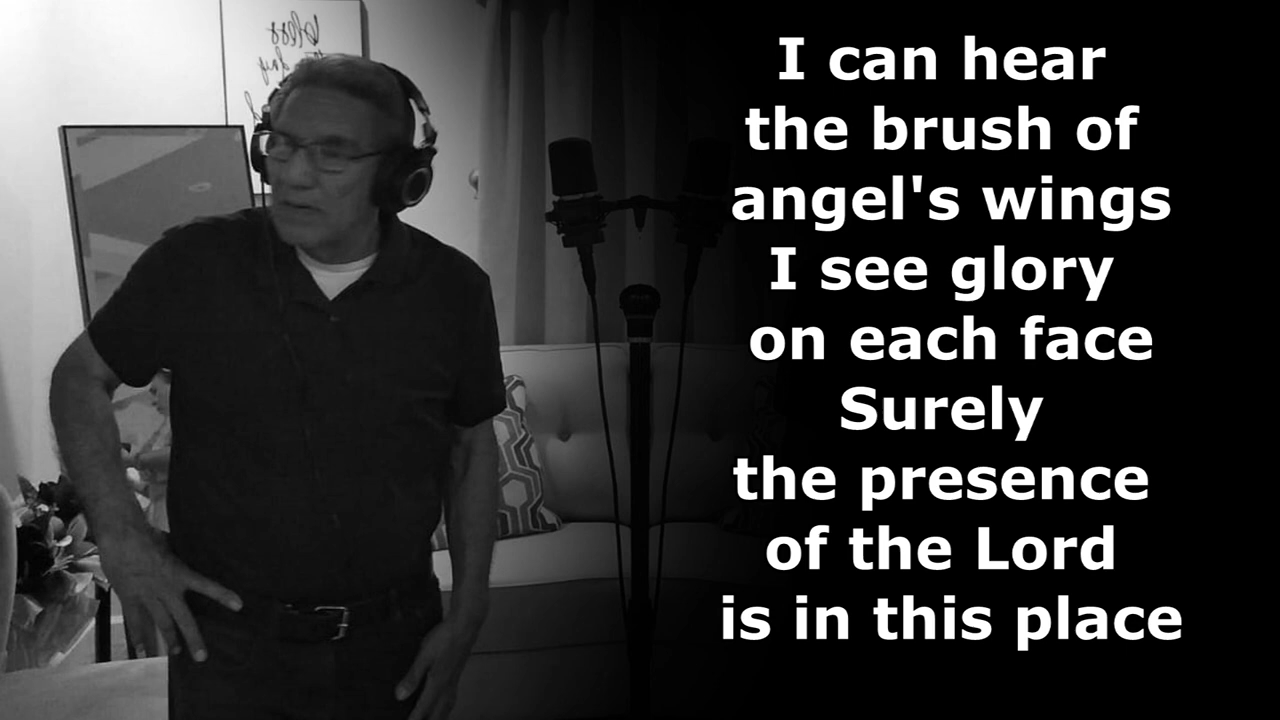 bless
I can hear
the brush of
angel's wings
I see glory
on each face
Surely
the presence
of the Lord
is in this place